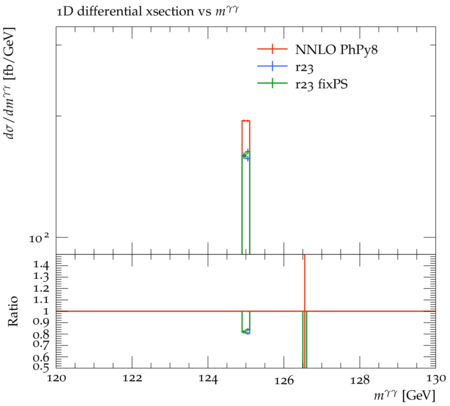 1D differential xsection vs mγγ
NNLO PhPy8
r23
r23 fixPS
dσ/dmγγ [fb/GeV]
10²
Ratio
1.4
1.3
1.2
1.1
1
0.9
0.8
0.7
0.6
0.5
120 122 124 126 128 130
mγγ [GeV]